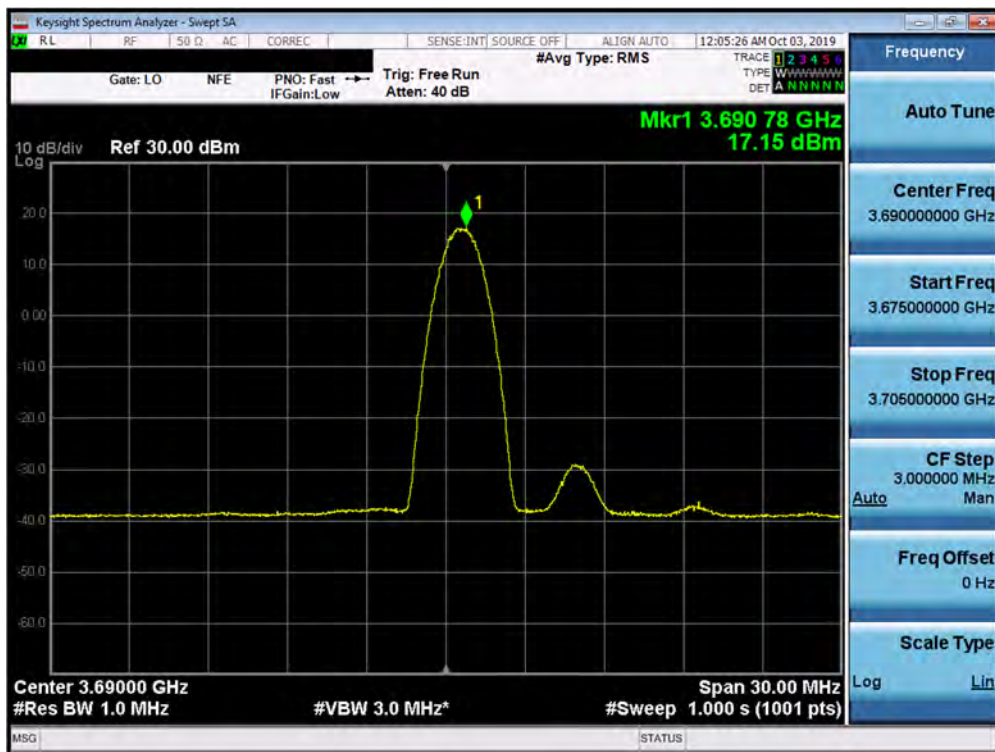 Keysight Spectrum Analyzer - Swept SA
LXI RL RF 50 Ω AC CORREC SENSE:INT SOURCE OFF ALIGN AUTO 12:05:26 AM Oct 03, 2019
Gate: LO NFE PNO: Fast Trig: Free Run #Avg Type: RMS TRACE 1 2 3 4 5 6
IFGain:Low Atten: 40 dB TYPE W
DET A N N N N N
Mkr1 3.690 78 GHz
17.15 dBm
10 dB/div Ref 30.00 dBm
Log
1
20.0
10.0
0.00
-10.0
-20.0
-30.0
-40.0
-50.0
-60.0
Center 3.69000 GHz Span 30.00 MHz
#Res BW 1.0 MHz #VBW 3.0 MHz* #Sweep 1.000 s (1001 pts)
MSG STATUS
Frequency
Auto Tune
Center Freq
3.690000000 GHz
Start Freq
3.675000000 GHz
Stop Freq
3.705000000 GHz
CF Step
3.000000 MHz
Auto Man
Freq Offset
0 Hz
Scale Type
Log Lin